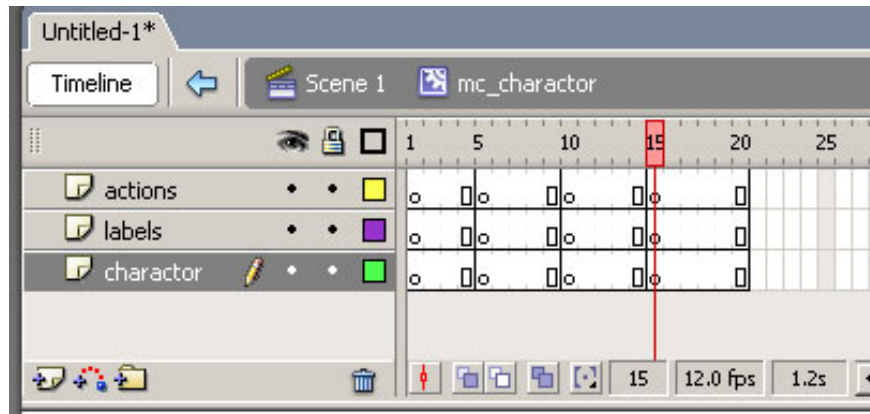 Untitled-1*
Timeline Scene 1 mc_charactor
1 5 10 15 20 25
actions
labels
charactor
15 12.0 fps 1.2s